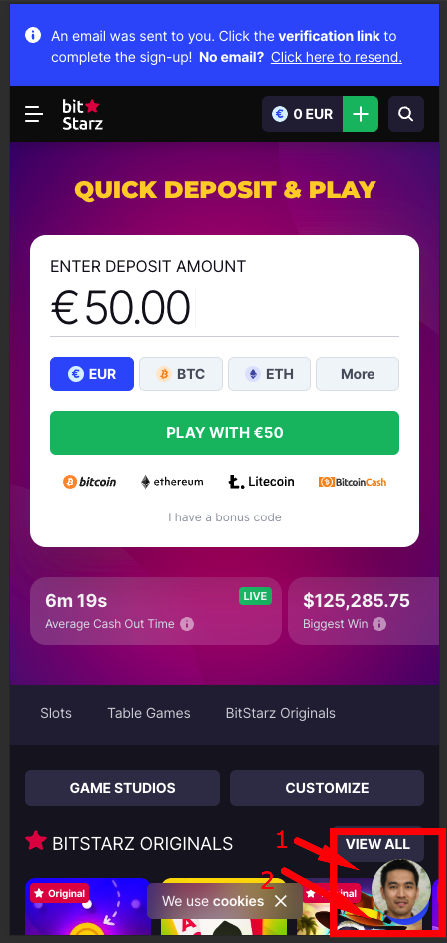 An email was sent to you. Click the verification link to
complete the sign-up! No email? Click here to resend.
bit
Starz
€ 0 EUR
QUICK DEPOSIT & PLAY
ENTER DEPOSIT AMOUNT
€ 50.00
€ EUR
BTC
ETH
More
PLAY WITH €50
bitcoin
ethereum
Litecoin
BitcoinCash
I have a bonus code
6m 19s
LIVE
Average Cash Out Time
$125,285.75
Biggest Win
Slots
Table Games
BitStarz Originals
GAME STUDIOS
CUSTOMIZE
1
BITSTARZ ORIGINALS
VIEW ALL
2
Original
We use cookies